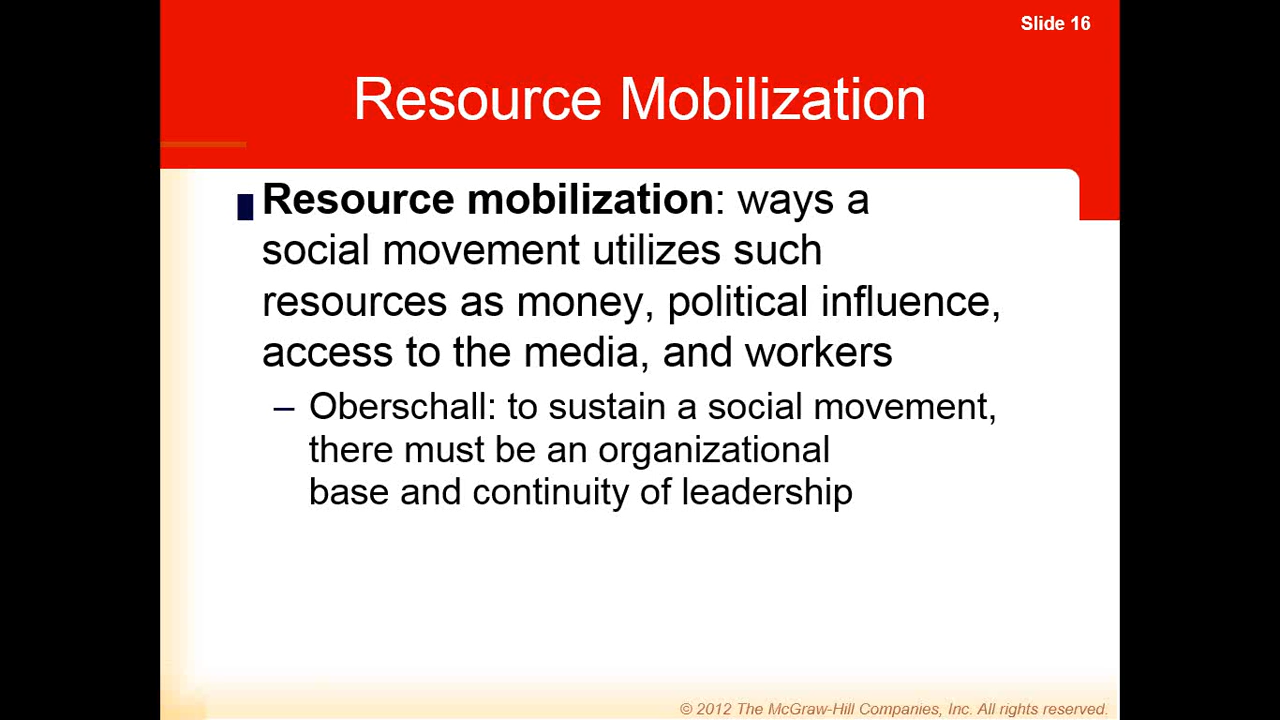 Slide 16
Resource Mobilization
Resource mobilization: ways a
social movement utilizes such
resources as money, political influence,
access to the media, and workers
– Oberschall: to sustain a social movement,
there must be an organizational
base and continuity of leadership
© 2012 The McGraw-Hill Companies, Inc. All rights reserved.